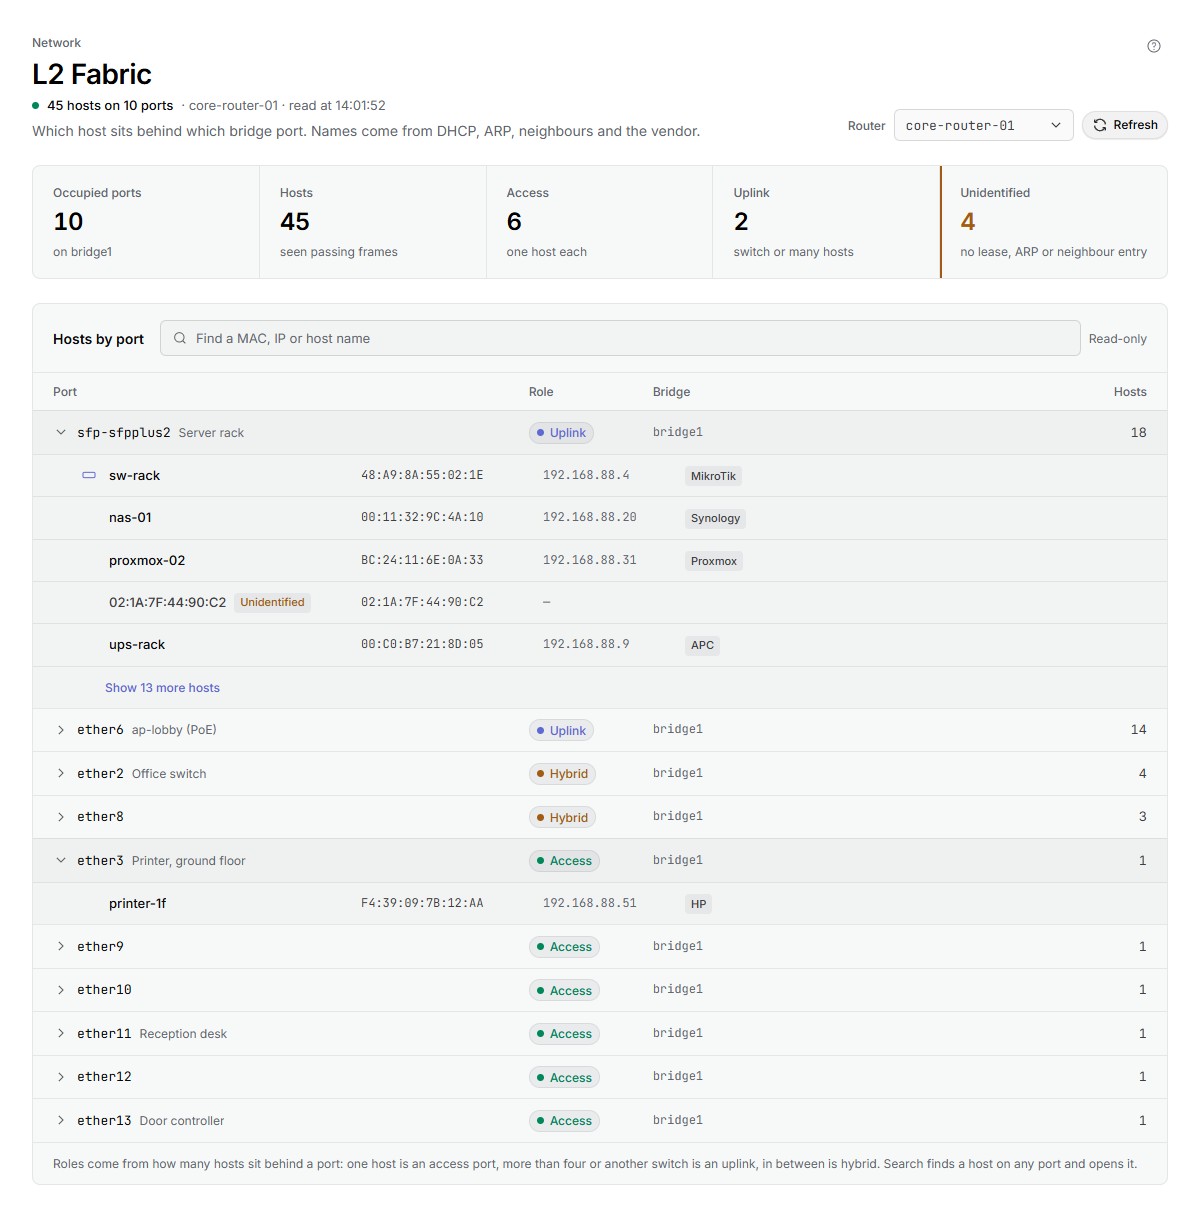 Network
L2 Fabric
45 hosts on 10 ports · core-router-01 · read at 14:01:52
Which host sits behind which bridge port. Names come from DHCP, ARP, neighbours and the vendor.
Router core-router-01 Refresh
Occupied ports
10
on bridge1
Hosts
45
seen passing frames
Access
6
one host each
Uplink
2
switch or many hosts
Unidentified
4
no lease, ARP or neighbour entry
Hosts by port Find a MAC, IP or host name Read-only
Port Role Bridge Hosts
sfp-sfpplus2 Server rack Uplink bridge1 18
sw-rack 48:A9:8A:55:02:1E 192.168.88.4 MikroTik
nas-01 00:11:32:9C:4A:10 192.168.88.20 Synology
proxmox-02 BC:24:11:6E:0A:33 192.168.88.31 Proxmox
02:1A:7F:44:90:C2 Unidentified 02:1A:7F:44:90:C2 —
ups-rack 00:C0:B7:21:8D:05 192.168.88.9 APC
Show 13 more hosts
ether6 ap-lobby (PoE) Uplink bridge1 14
ether2 Office switch Hybrid bridge1 4
ether8 Hybrid bridge1 3
ether3 Printer, ground floor Access bridge1 1
printer-1f F4:39:09:7B:12:AA 192.168.88.51 HP
ether9 Access bridge1 1
ether10 Access bridge1 1
ether11 Reception desk Access bridge1 1
ether12 Access bridge1 1
ether13 Door controller Access bridge1 1
Roles come from how many hosts sit behind a port: one host is an access port, more than four or another switch is an uplink, in between is hybrid. Search finds a host on any port and opens it.